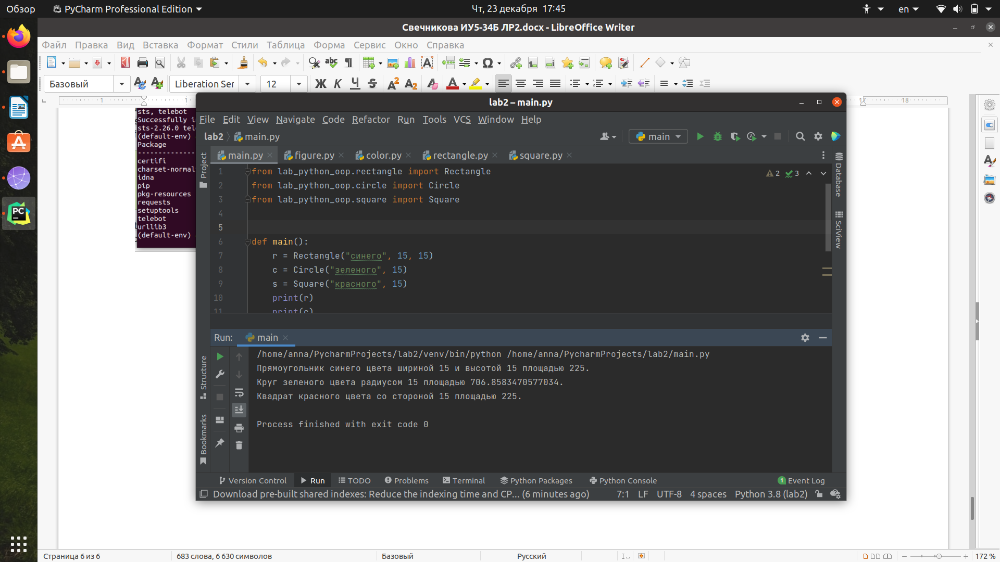 Обзор
PyCharm Professional Edition
Чт, 23 декабря 17:45
en
Свечникова ИУ5-34Б ЛР2.docx - LibreOffice Writer
Файл Правка Вид Вставка Формат Стили Таблица Форма Сервис Окно Справка
Базовый
Liberation Ser
12
1 1 17 18
sts, telebot
Successfully i
sts-2.26.0 tel
(default-env)
Package
certifi
charset-normal
idna
pip
pkg-resources
requests
setuptools
telebot
urllib3
(default-env)
lab2 – main.py
File Edit View Navigate Code Refactor Run Tools VCS Window Help
lab2 main.py
main
main.py figure.py color.py rectangle.py square.py
Project
Structure
Bookmarks
Database
SciView
2 3
1 from lab_python_oop.rectangle import Rectangle
2 from lab_python_oop.circle import Circle
3 from lab_python_oop.square import Square
4
5
6 def main():
7 r = Rectangle("синего", 15, 15)
8 c = Circle("зеленого", 15)
9 s = Square("красного", 15)
10 print(r)
11 print(c)
Run: main
/home/anna/PycharmProjects/lab2/venv/bin/python /home/anna/PycharmProjects/lab2/main.py
Прямоугольник синего цвета шириной 15 и высотой 15 площадью 225.
Круг зеленого цвета радиусом 15 площадью 706.8583470577034.
Квадрат красного цвета со стороной 15 площадью 225.
Process finished with exit code 0
Version Control Run TODO Problems Terminal Python Packages Python Console 1 Event Log
Download pre-built shared indexes: Reduce the indexing time and CP... (6 minutes ago) 7:1 LF UTF-8 4 spaces Python 3.8 (lab2)
Страница 6 из 6
683 слова, 6 630 символов
Базовый
Русский
172 %